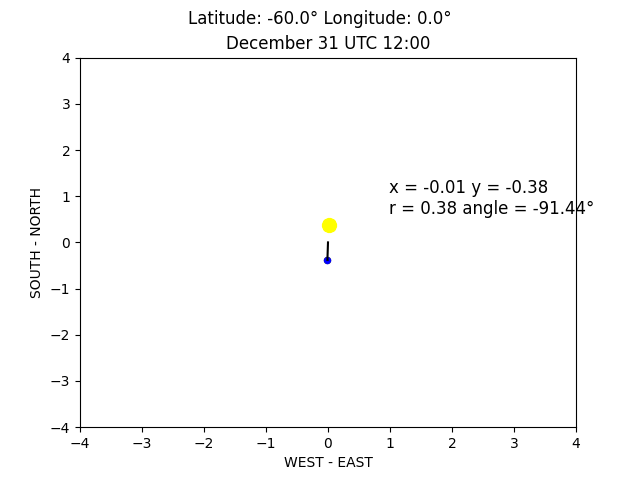 Latitude: -60.0° Longitude: 0.0°
December 31 UTC 12:00
4
3
2
1
0
−1
−2
−3
−4
SOUTH - NORTH
x = -0.01 y = -0.38
r = 0.38 angle = -91.44°
−4 −3 −2 −1 0 1 2 3 4
WEST - EAST